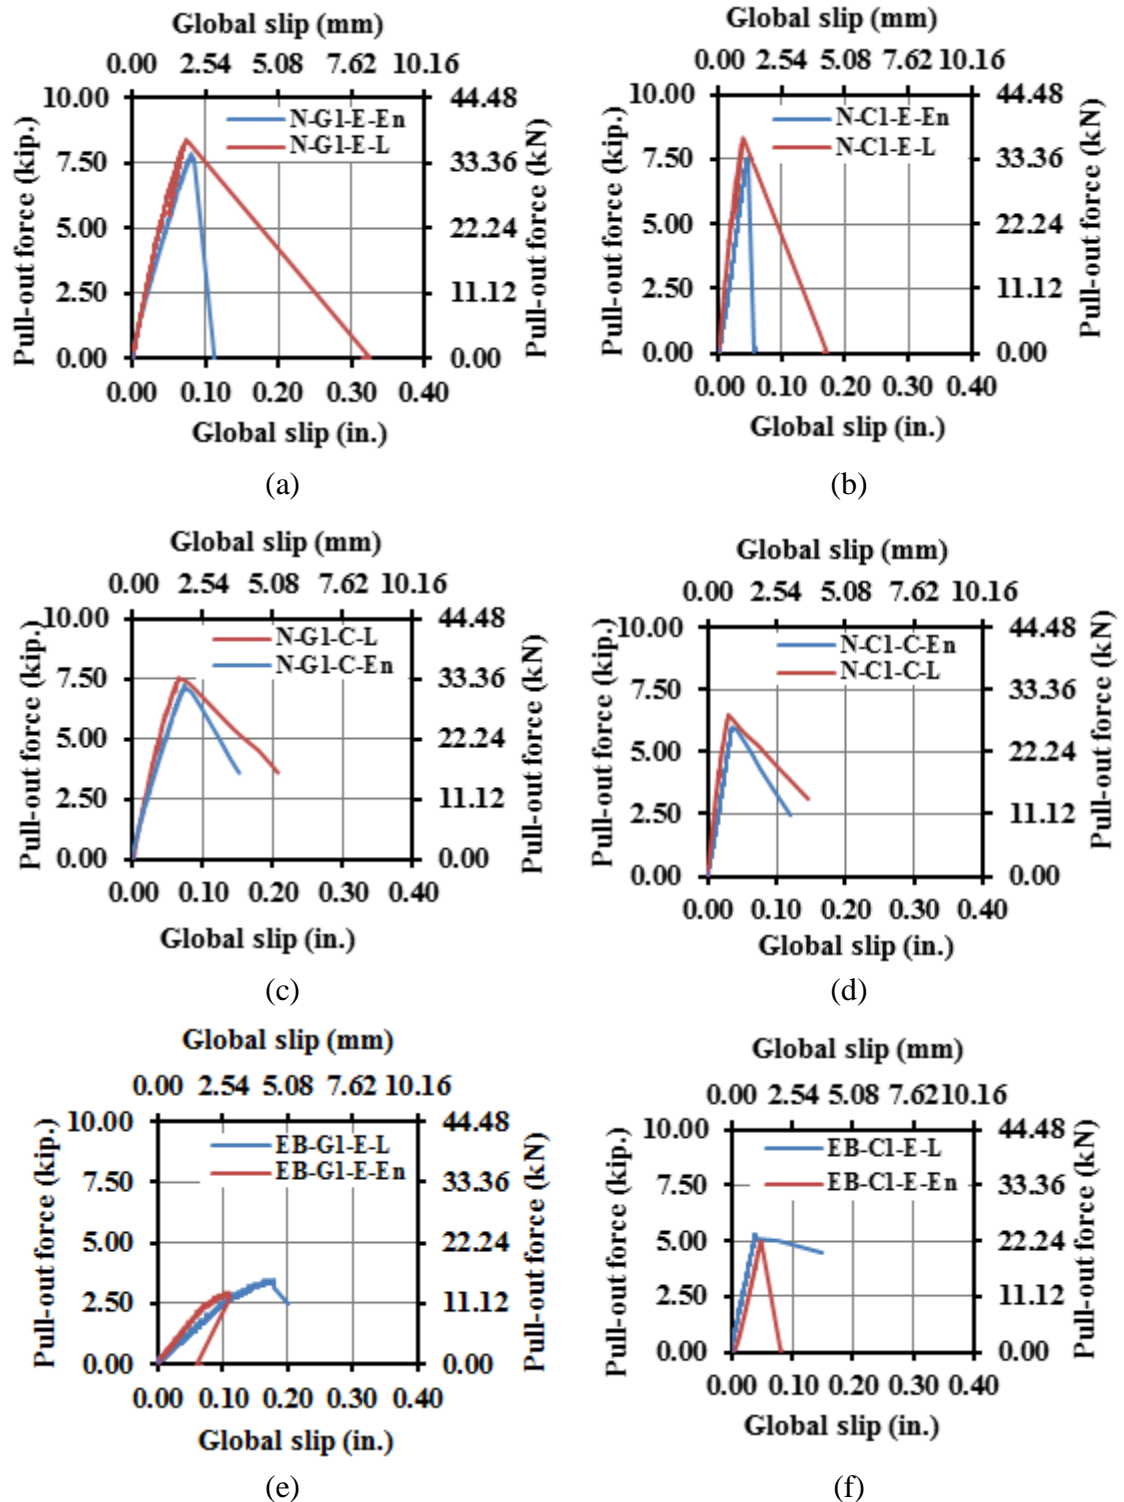 Global slip (mm)
0.00 2.54 5.08 7.62 10.16
Pull-out force (kip.)
10.00
7.50
5.00
2.50
0.00
N-G1-E-En
N-G1-E-L
44.48
33.36
22.24
11.12
0.00
Pull-out force (kN)
0.00 0.10 0.20 0.30 0.40
Global slip (in.)
(a)
Global slip (mm)
0.00 2.54 5.08 7.62 10.16
Pull-out force (kip.)
10.00
7.50
5.00
2.50
0.00
N-C1-E-En
N-C1-E-L
44.48
33.36
22.24
11.12
0.00
Pull-out force (kN)
0.00 0.10 0.20 0.30 0.40
Global slip (in.)
(b)
Global slip (mm)
0.00 2.54 5.08 7.62 10.16
Pull-out force (kip.)
10.00
7.50
5.00
2.50
0.00
N-G1-C-L
N-G1-C-En
44.48
33.36
22.24
11.12
0.00
Pull-out force (kN)
0.00 0.10 0.20 0.30 0.40
Global slip (in.)
(c)
Global slip (mm)
0.00 2.54 5.08 7.62 10.16
Pull-out force (kip.)
10.00
7.50
5.00
2.50
0.00
N-C1-C-En
N-C1-C-L
44.48
33.36
22.24
11.12
0.00
Pull-out force (kN)
0.00 0.10 0.20 0.30 0.40
Global slip (in.)
(d)
Global slip (mm)
0.00 2.54 5.08 7.62 10.16
Pull-out force (kip.)
10.00
7.50
5.00
2.50
0.00
EB-G1-E-L
EB-G1-E-En
44.48
33.36
22.24
11.12
0.00
Pull-out force (kN)
0.00 0.10 0.20 0.30 0.40
Global slip (in.)
(e)
Global slip (mm)
0.00 2.54 5.08 7.62 10.16
Pull-out force (kip.)
10.00
7.50
5.00
2.50
0.00
EB-C1-E-L
EB-C1-E-En
44.48
33.36
22.24
11.12
0.00
Pull-out force (kN)
0.00 0.10 0.20 0.30 0.40
Global slip (in.)
(f)